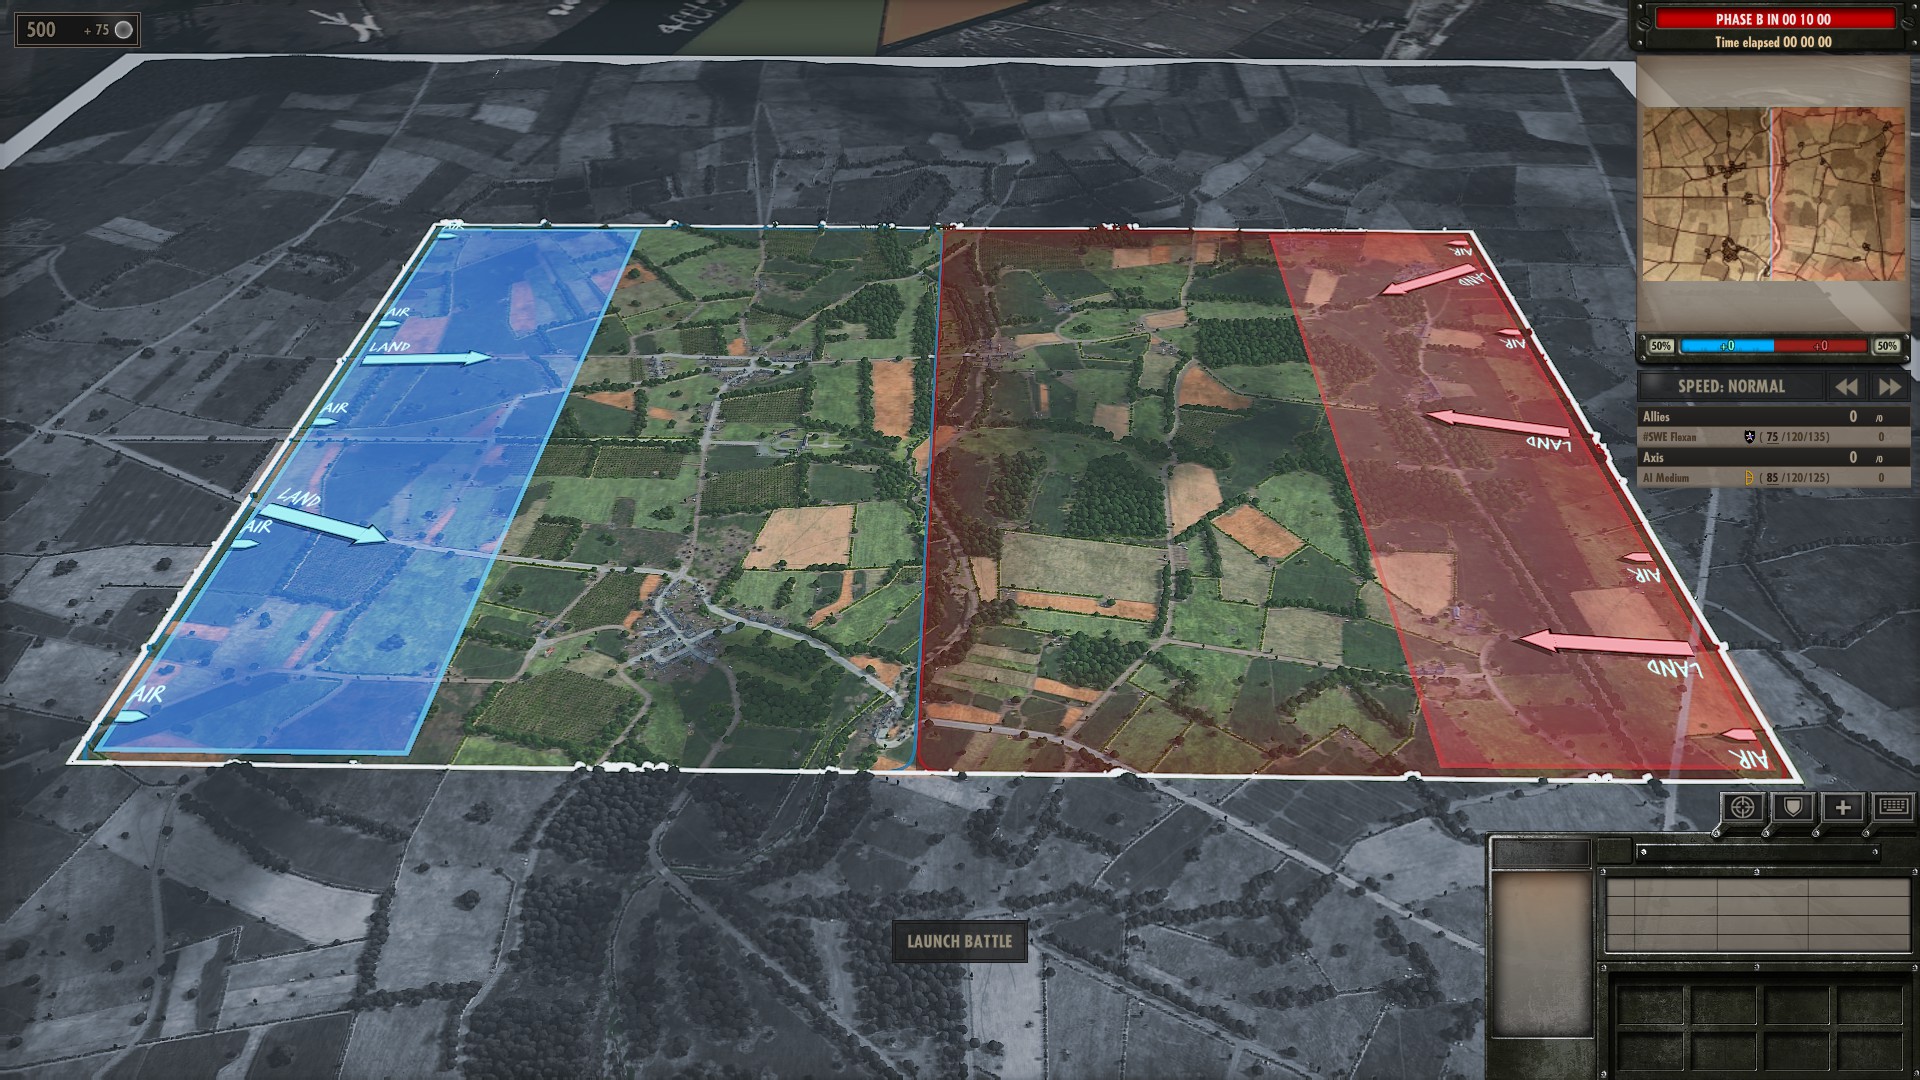 500 + 75
PHASE B IN 00 10 00
Time elapsed 00 00 00
AIR
AIR
LAND
AIR
LAND
AIR
AIR
AIR
LAND
AIR
LAND
AIR
LAND
AIR
50% +0 +0 50%
SPEED: NORMAL
Allies 0 /0
#SWE Floxan ( 75 /120/135) 0
Axis 0 /0
AI Medium ( 85 /120/125) 0
LAUNCH BATTLE